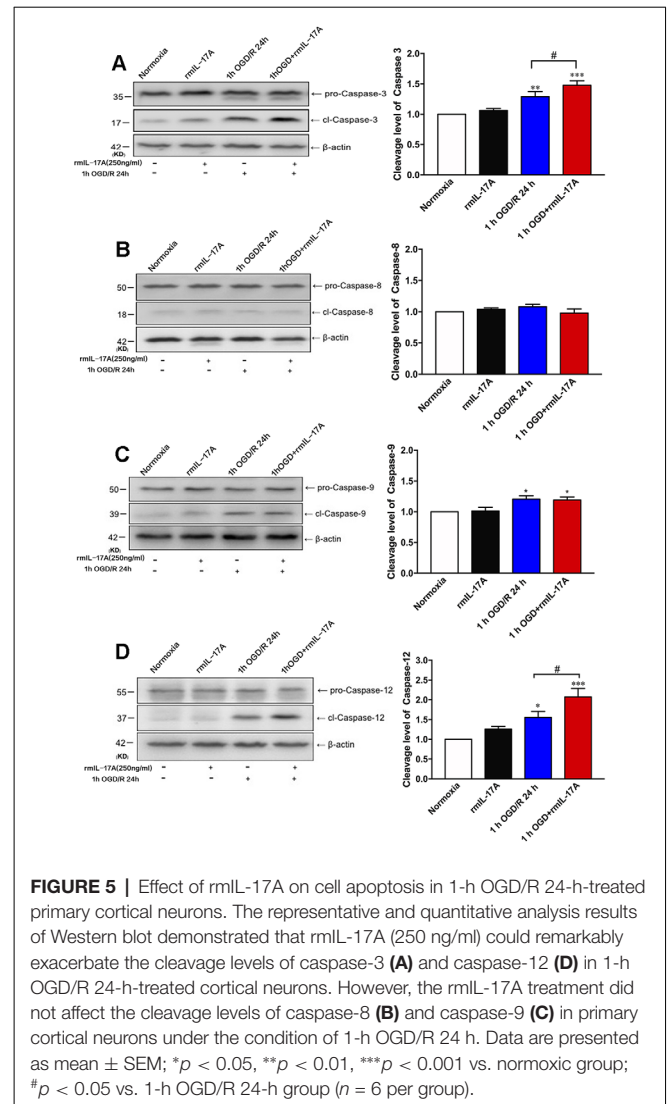 A
Normoxia
rmIL-17A
1h OGD/R 24h
1hOGD+rmIL-17A
35
←pro-Caspase-3
17
←cl-Caspase-3
42
←β-actin
(KD)
rmIL-17A(250ng/ml) - + - +
1h OGD/R 24h - - + +
Cleavage level of Caspase 3
2.0
1.5
1.0
0.5
0.0
#
**
***
Normoxia
rmIL-17A
1 h OGD/R 24 h
1 h OGD+rmIL-17A
B
Normoxia
rmIL-17A
1h OGD/R 24h
1hOGD+rmIL-17A
50
←pro-Caspase-8
18
←cl-Caspase-8
42
←β-actin
(KD)
rmIL-17A(250ng/ml) - + - +
1h OGD/R 24h - - + +
Cleavage level of Caspase-8
2.0
1.5
1.0
0.5
0.0
Normoxia
rmIL-17A
1 h OGD/R 24 h
1 h OGD+rmIL-17A
C
Normoxia
rmIL-17A
1h OGD/R 24h
1hOGD+rmIL-17A
50
←pro-Caspase-9
39
←cl-Caspase-9
42
←β-actin
(KD)
rmIL-17A(250ng/ml) - + - +
1h OGD/R 24h - - + +
Cleavage level of Caspase-9
2.0
1.5
1.0
0.5
0.0
*
*
Normoxia
rmIL-17A
1 h OGD/R 24 h
1 h OGD+rmIL-17A
D
Normoxia
rmIL-17A
1h OGD/R 24h
1hOGD+rmIL-17A
55
←pro-Caspase-12
37
←cl-Caspase-12
42
←β-actin
(KD)
rmIL-17A(250ng/ml) - + - +
1h OGD/R 24h - - + +
Cleavage level of Caspase-12
3.0
2.5
2.0
1.5
1.0
0.5
0.0
#
*
***
Normoxia
rmIL-17A
1 h OGD/R 24 h
1 h OGD+rmIL-17A
FIGURE 5 | Effect of rmIL-17A on cell apoptosis in 1-h OGD/R 24-h-treated
primary cortical neurons. The representative and quantitative analysis results
of Western blot demonstrated that rmIL-17A (250 ng/ml) could remarkably
exacerbate the cleavage levels of caspase-3 (A) and caspase-12 (D) in 1-h
OGD/R 24-h-treated cortical neurons. However, the rmIL-17A treatment did
not affect the cleavage levels of caspase-8 (B) and caspase-9 (C) in primary
cortical neurons under the condition of 1-h OGD/R 24 h. Data are presented
as mean ± SEM; *p < 0.05, **p < 0.01, ***p < 0.001 vs. normoxic group;
#p < 0.05 vs. 1-h OGD/R 24-h group (n = 6 per group).